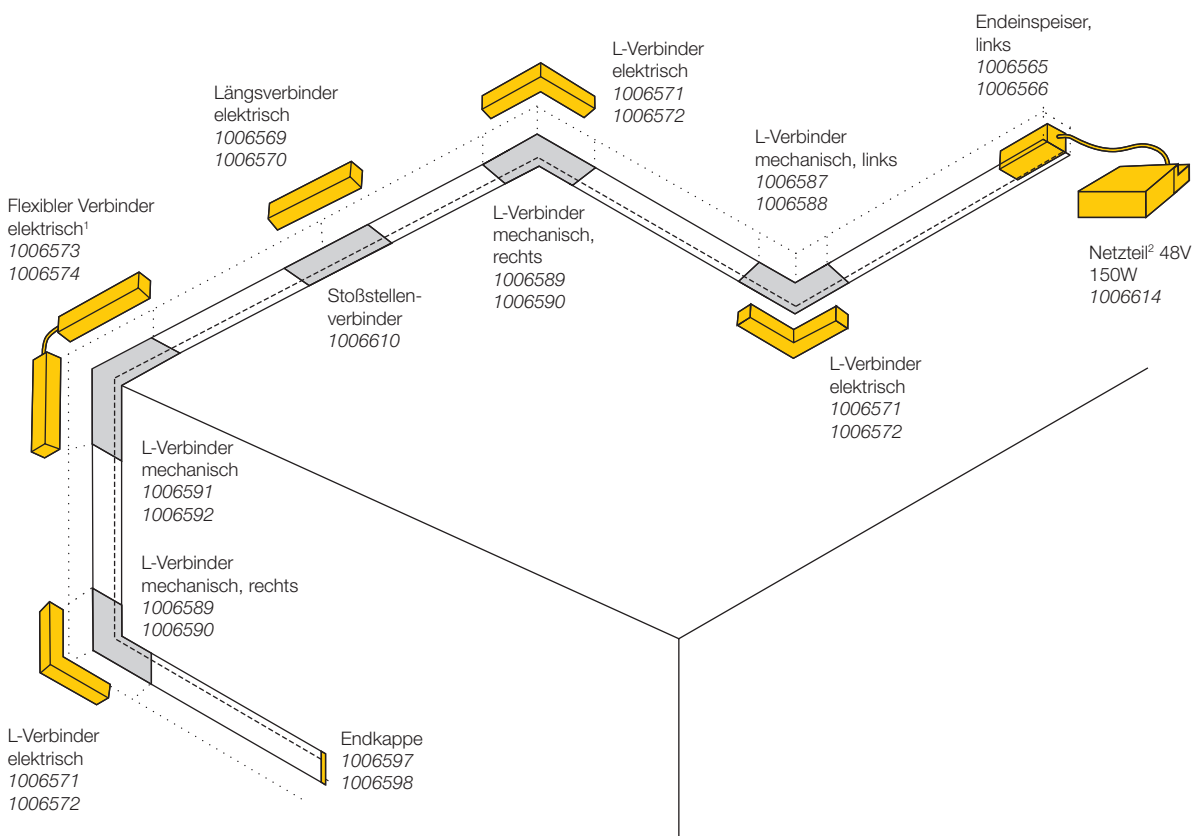 Endeinspeiser,
links
1006565
1006566
L-Verbinder
elektrisch
1006571
1006572
Längsverbinder
elektrisch
1006569
1006570
L-Verbinder
mechanisch, links
1006587
1006588
Flexibler Verbinder
elektrisch¹
1006573
1006574
L-Verbinder
mechanisch,
rechts
1006589
1006590
Netzteil² 48V
150W
1006614
Stoßstellen-
verbinder
1006610
L-Verbinder
elektrisch
1006571
1006572
L-Verbinder
mechanisch
1006591
1006592
L-Verbinder
mechanisch, rechts
1006589
1006590
L-Verbinder
elektrisch
1006571
1006572
Endkappe
1006597
1006598